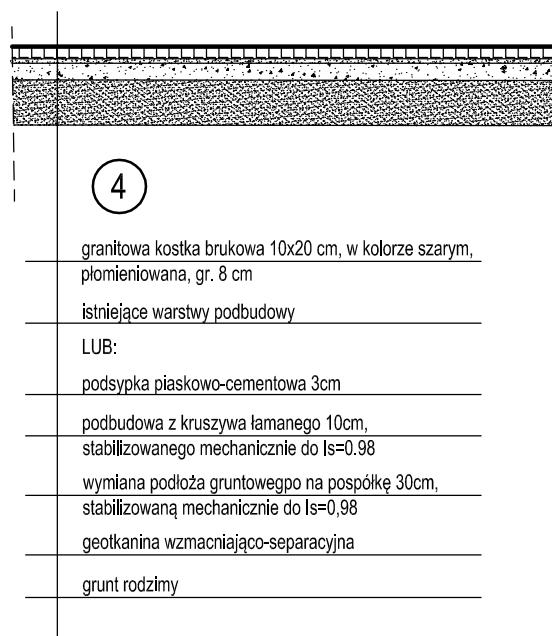 4
granitowa kostka brukowa 10x20 cm, w kolorze szarym,
płomieniowana, gr. 8 cm
istniejące warstwy podbudowy
LUB:
podsypka piaskowo-cementowa 3cm
podbudowa z kruszywa łamanego 10cm,
stabilizowanego mechanicznie do Is=0.98
wymiana podłoża gruntowegpo na pospółkę 30cm,
stabilizowaną mechanicznie do Is=0,98
geotkanina wzmacniająco-separacyjna
grunt rodzimy